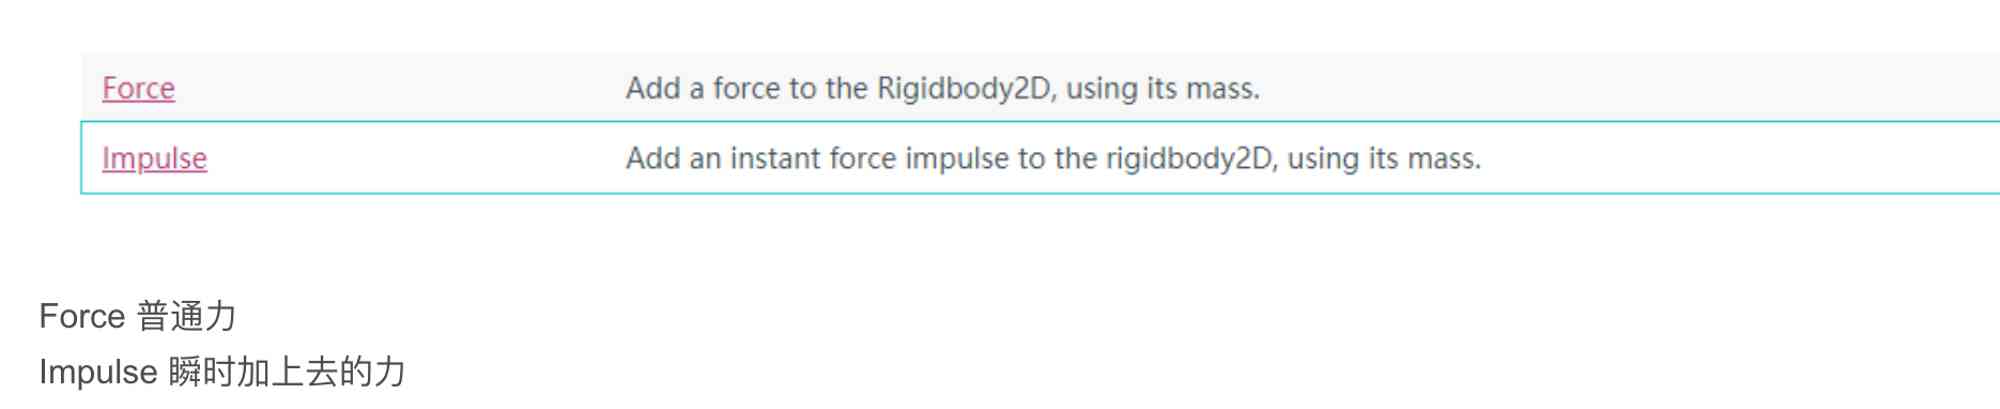 Force Add a force to the Rigidbody2D, using its mass.
Impulse Add an instant force impulse to the rigidbody2D, using its mass.
Force 普通力
Impulse 瞬时加上去的力